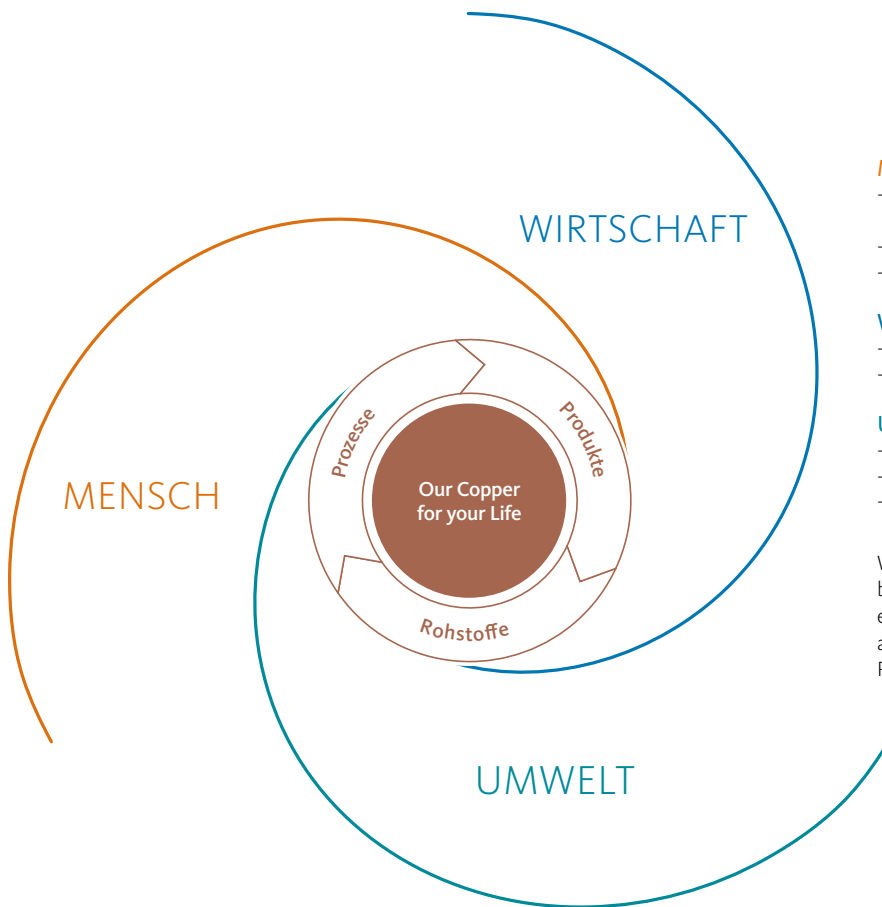 WIRTSCHAFT
MENSCH
Prozesse
Produkte
Our Copper
for your Life
Rohstoffe
UMWELT